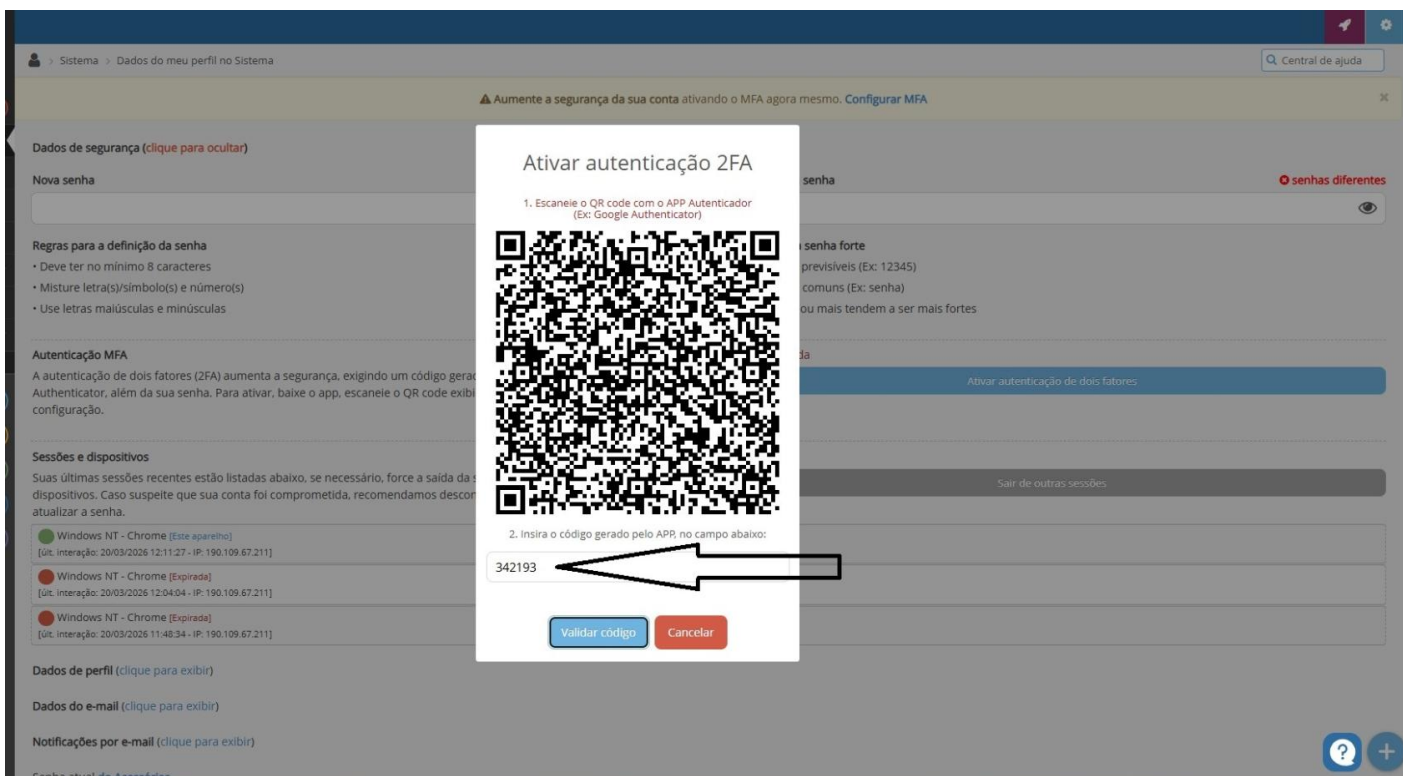 Sistema > Dados do meu perfil no Sistema
Central de ajuda
Aumente a segurança da sua conta ativando o MFA agora mesmo. Configurar MFA
Dados de segurança (clique para ocultar)
Nova senha
senha
senhas diferentes
Regras para a definição da senha
• Deve ter no mínimo 8 caracteres
• Misture letra(s)/símbolo(s) e número(s)
• Use letras maiúsculas e minúsculas
senha forte
previsíveis (Ex: 12345)
comuns (Ex: senha)
ou mais tendem a ser mais fortes
Autenticação MFA
A autenticação de dois fatores (2FA) aumenta a segurança, exigindo um código
Authenticator, além da sua senha. Para ativar, baixe o app, escaneie o QR code
configuração.
Ativar autenticação de dois fatores
Sessões e dispositivos
Suas últimas sessões recentes estão listadas abaixo, se necessário, force a saída da
dispositivos. Caso suspeite que sua conta foi comprometida, recomendamos
atualizar a senha.
Sair de outras sessões
Windows NT - Chrome [Este aparelho]
[últ. interação: 20/03/2026 12:11:27 - IP: 190.109.67.211]
Windows NT - Chrome [Expirada]
[últ. interação: 20/03/2026 12:04:04 - IP: 190.109.67.211]
Windows NT - Chrome [Expirada]
[últ. interação: 20/03/2026 11:48:34 - IP: 190.109.67.211]
Dados de perfil (clique para exibir)
Dados do e-mail (clique para exibir)
Notificações por e-mail (clique para exibir)
Ativar autenticação 2FA
1. Escaneie o QR code com o APP Autenticador
(Ex: Google Authenticator)
2. Insira o código gerado pelo APP, no campo abaixo:
342193
Validar código
Cancelar